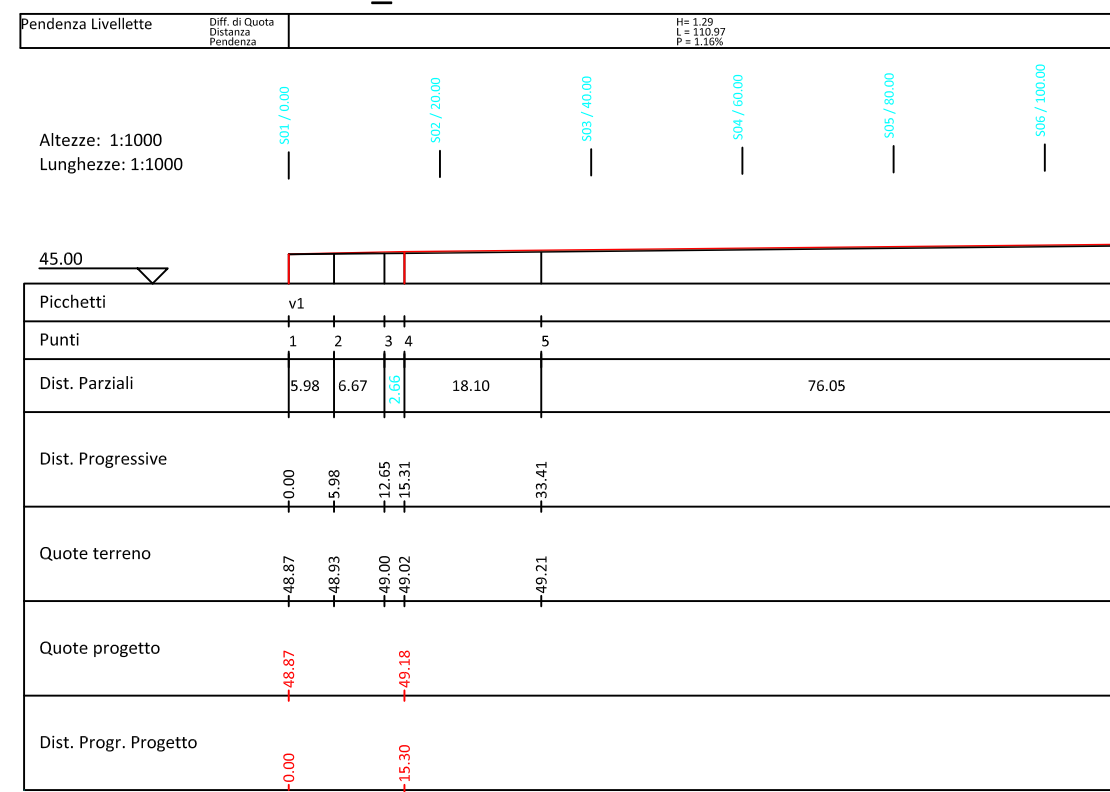 Pendenza Livellette
Diff. di Quota
Distanza
Pendenza
H= 1.29
L = 110.97
P = 1.16%
S01 / 0.00
S02 / 20.00
S03 / 40.00
S04 / 60.00
S05 / 80.00
S06 / 100.00
Altezze: 1:1000
Lunghezze: 1:1000
45.00
Picchetti v1
Punti 1 2 3 4 5
Dist. Parziali 5.98 6.67 2.66 18.10 76.05
Dist. Progressive 0.00 5.98 12.65 15.31 33.41
Quote terreno 48.87 48.93 49.00 49.02 49.21
Quote progetto 48.87 49.18
Dist. Progr. Progetto 0.00 15.30